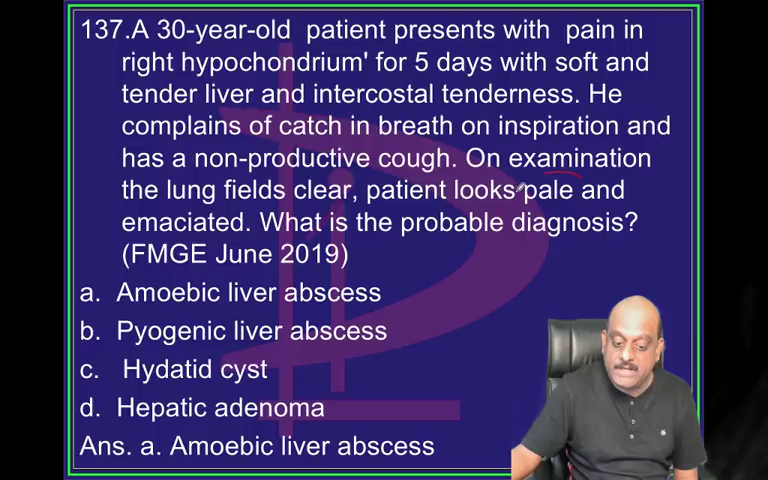 137.A 30-year-old patient presents with pain in
right hypochondrium' for 5 days with soft and
tender liver and intercostal tenderness. He
complains of catch in breath on inspiration and
has a non-productive cough. On examination
the lung fields clear, patient looks pale and
emaciated. What is the probable diagnosis?
(FMGE June 2019)
a. Amoebic liver abscess
b. Pyogenic liver abscess
c. Hydatid cyst
d. Hepatic adenoma
Ans. a. Amoebic liver abscess